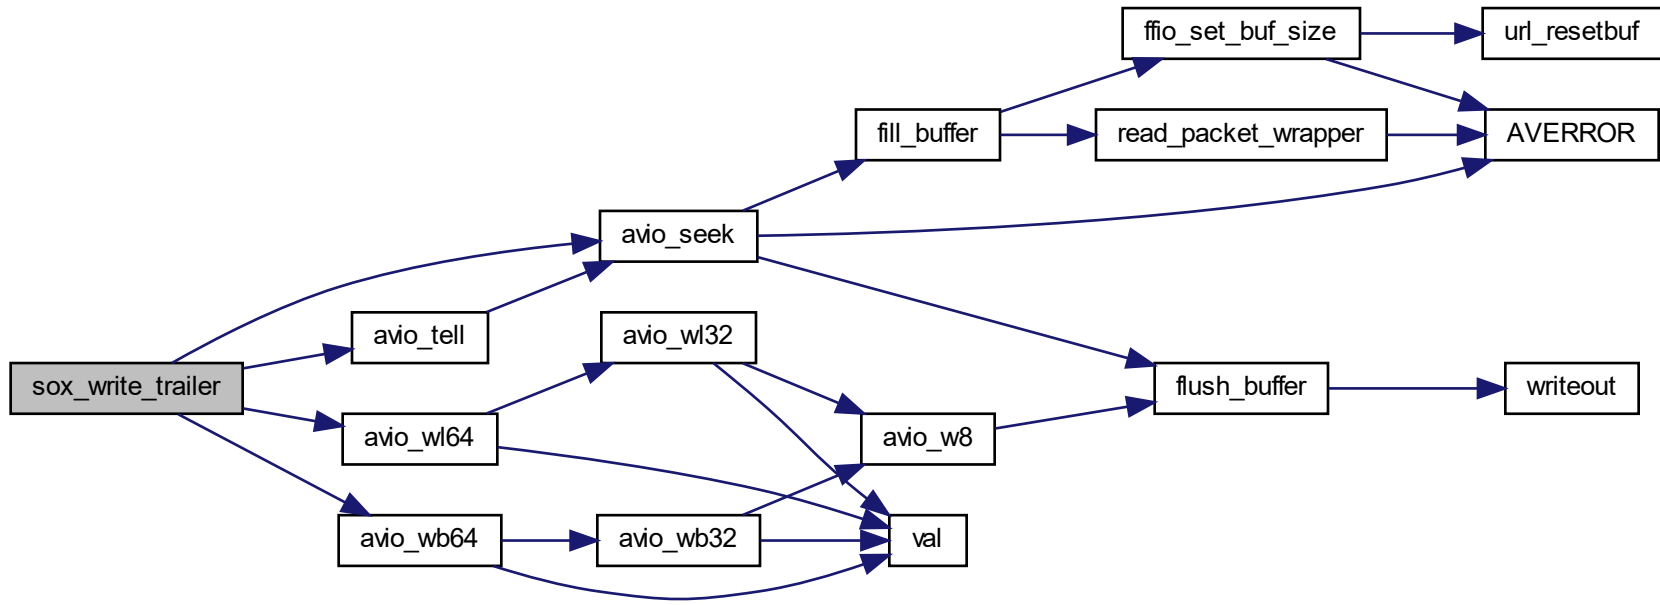 ffio_set_buf_size
url_resetbuf
fill_buffer
read_packet_wrapper
AVERROR
avio_seek
avio_tell
avio_wl32
sox_write_trailer
flush_buffer
writeout
avio_wl64
avio_w8
avio_wb64
avio_wb32
val